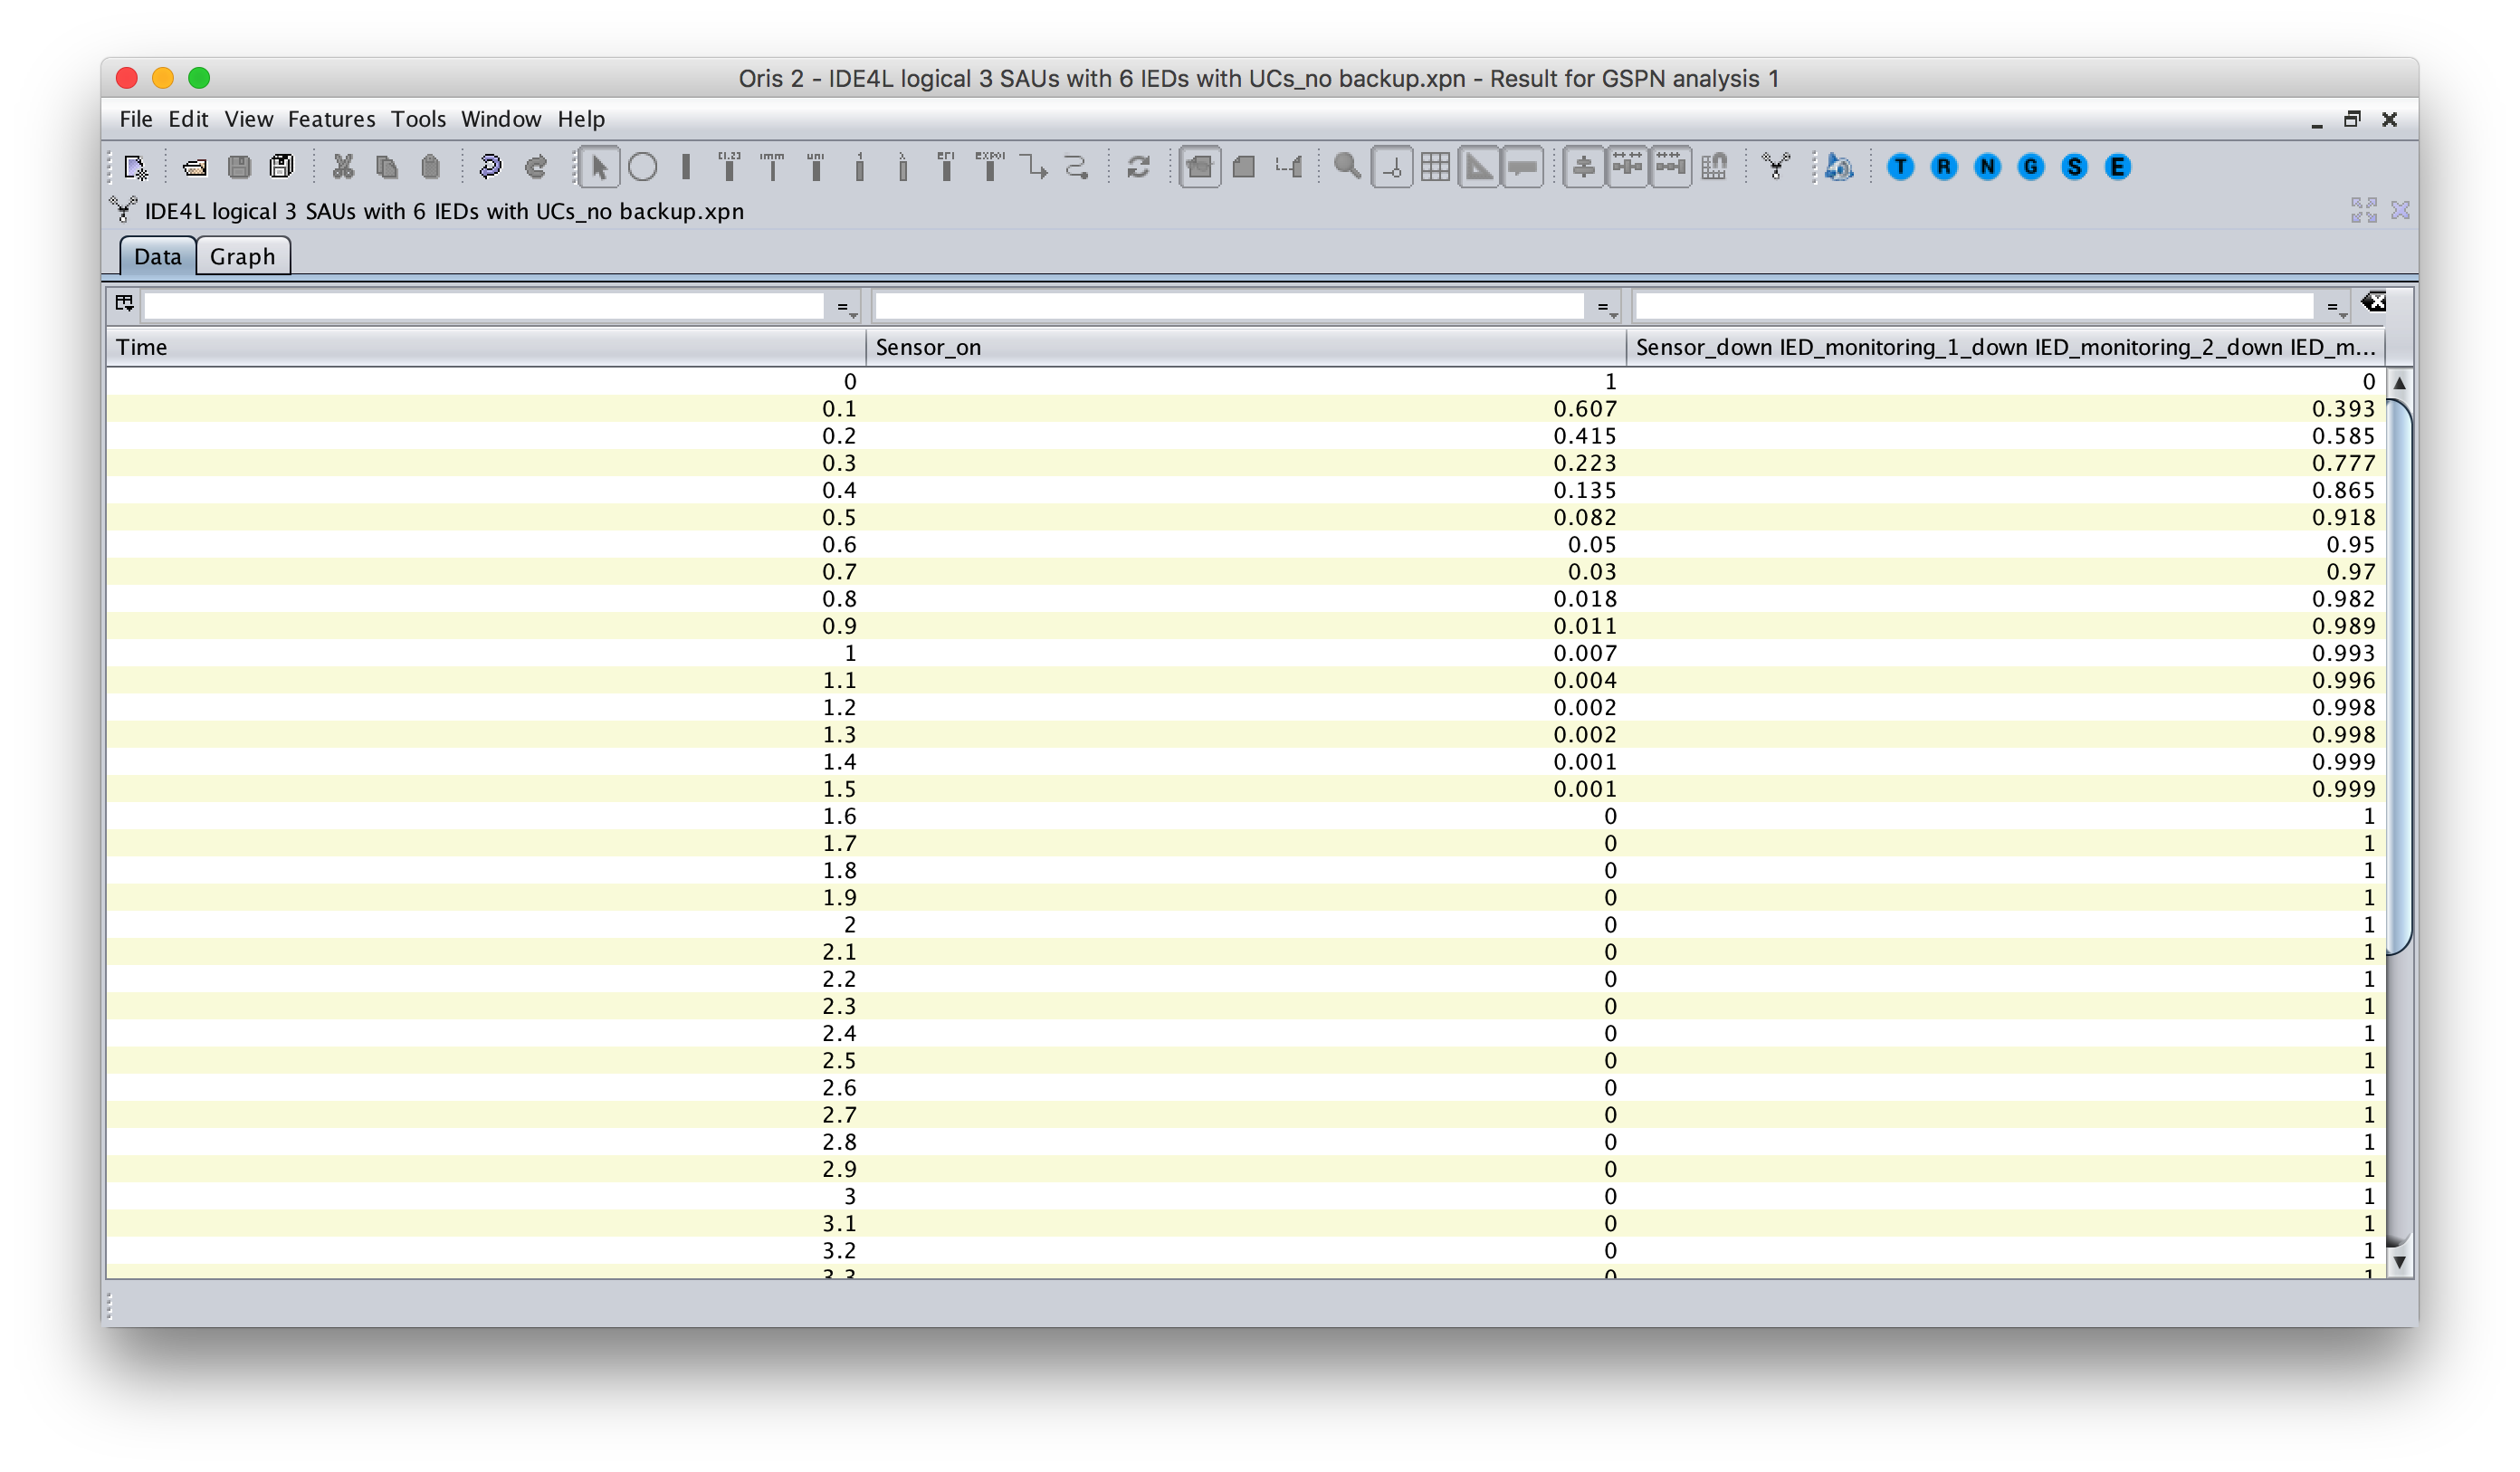 Oris 2 - IDE4L logical 3 SAUs with 6 IEDs with UCs_no backup.xpn - Result for GSPN analysis 1
File Edit View Features Tools Window Help
T R N G S E
IDE4L logical 3 SAUs with 6 IEDs with UCs_no backup.xpn
Data Graph
= = =
Time Sensor_on Sensor_down IED_monitoring_1_down IED_monitoring_2_down IED_m...
0 1 0
0.1 0.607 0.393
0.2 0.415 0.585
0.3 0.223 0.777
0.4 0.135 0.865
0.5 0.082 0.918
0.6 0.05 0.95
0.7 0.03 0.97
0.8 0.018 0.982
0.9 0.011 0.989
1 0.007 0.993
1.1 0.004 0.996
1.2 0.002 0.998
1.3 0.002 0.998
1.4 0.001 0.999
1.5 0.001 0.999
1.6 0 1
1.7 0 1
1.8 0 1
1.9 0 1
2 0 1
2.1 0 1
2.2 0 1
2.3 0 1
2.4 0 1
2.5 0 1
2.6 0 1
2.7 0 1
2.8 0 1
2.9 0 1
3 0 1
3.1 0 1
3.2 0 1
3.3 0 1